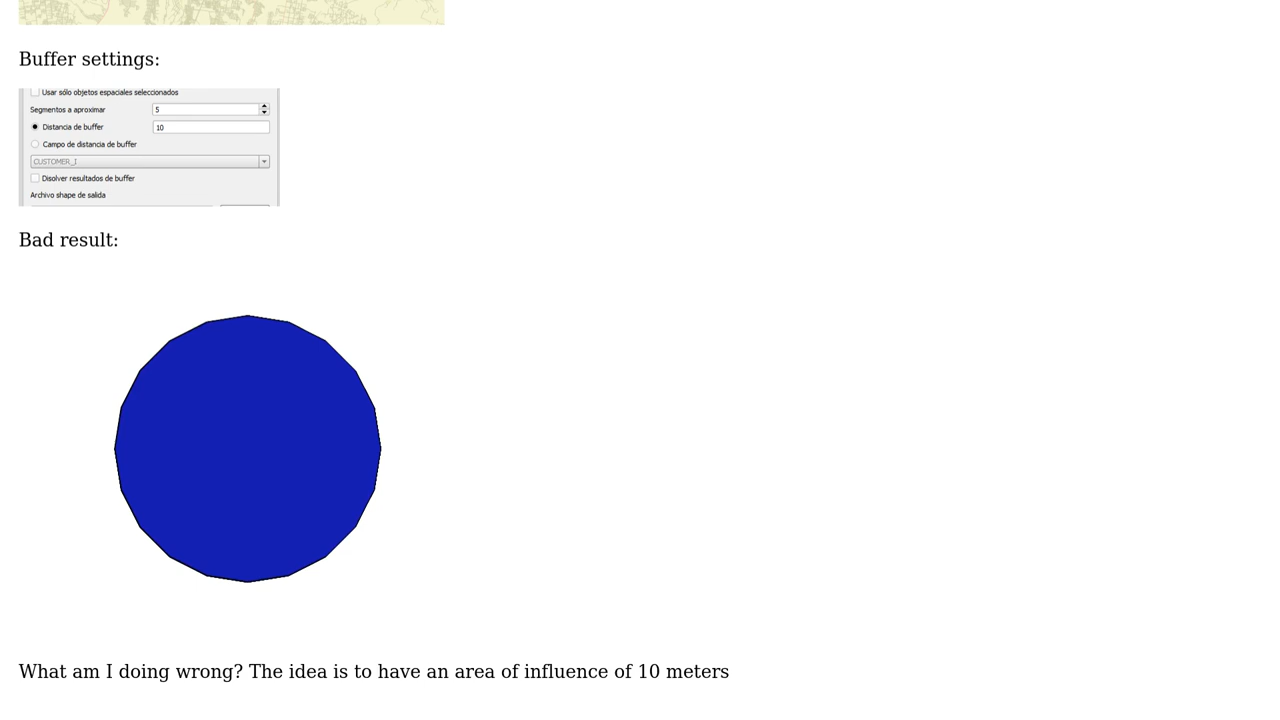 Buffer settings:
Usar sólo objetos espaciales seleccionados
Segmentos a aproximar 5
Distancia de buffer 10
Campo de distancia de buffer
CUSTOMER_I
Disolver resultados de buffer
Archivo shape de salida
Bad result:
What am I doing wrong? The idea is to have an area of influence of 10 meters